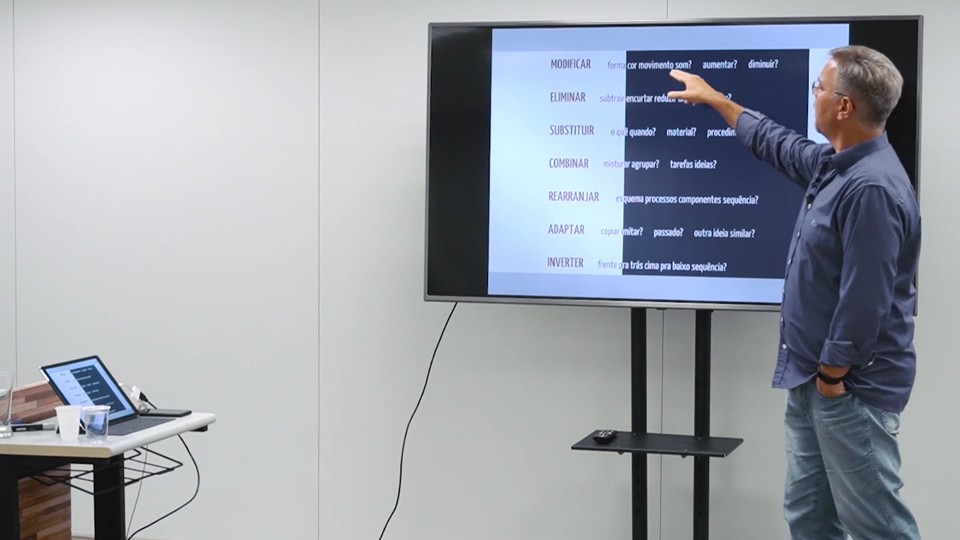 MODIFICAR forma cor movimento som? aumentar? diminuir?
ELIMINAR subtrair encurtar
SUBSTITUIR o quê quando? material?
COMBINAR misturar agrupar? tarefas ideias?
REARRANJAR esquema processos componentes sequência?
ADAPTAR copiar imitar? passado? outra ideia similar?
INVERTER frente pra trás cima pra baixo sequência?